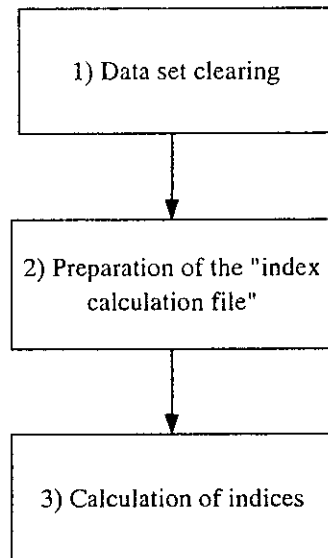 1) Data set clearing
2) Preparation of the "index
calculation file"
3) Calculation of indices